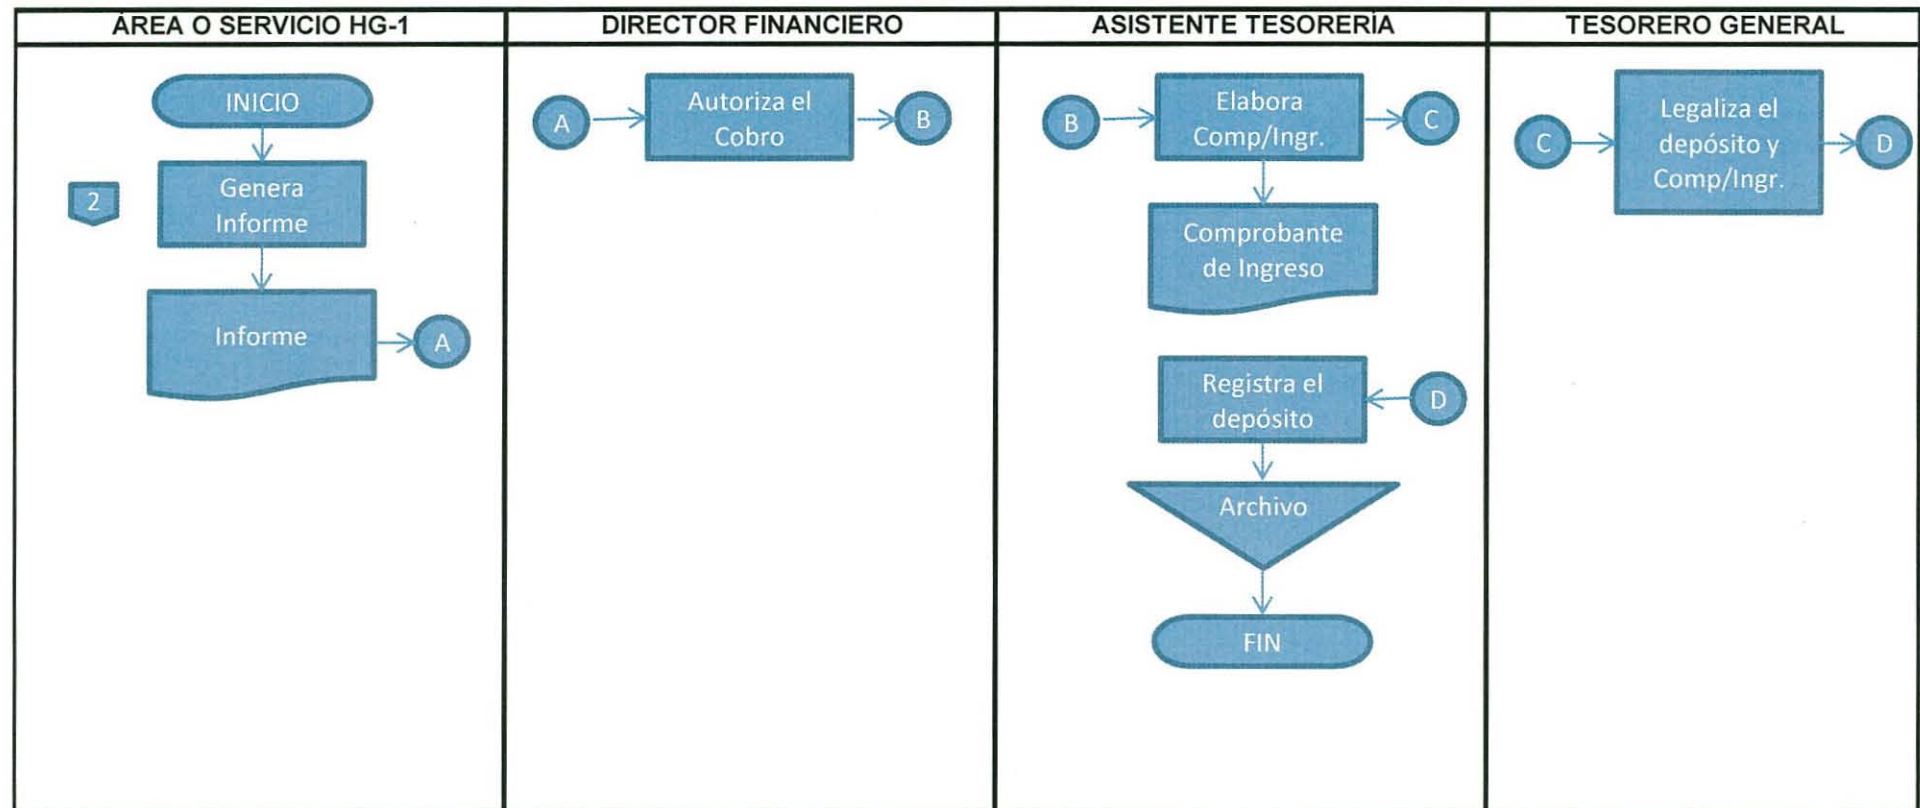 ÁREA O SERVICIO HG-1
DIRECTOR FINANCIERO
ASISTENTE TESORERÍA
TESORERO GENERAL
INICIO
2
Genera
Informe
Informe
A
A
Autoriza el
Cobro
B
B
Elabora
Comp/Ingr.
C
Comprobante
de Ingreso
Registra el
depósito
D
Archivo
FIN
C
Legaliza el
depósito y
Comp/Ingr.
D